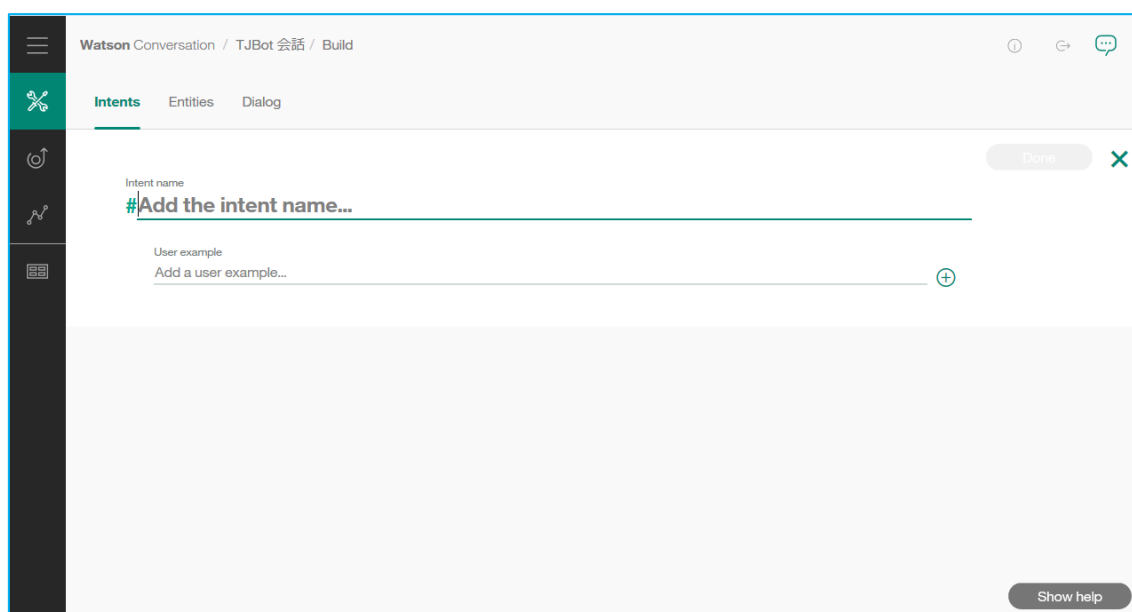 Watson Conversation / TJBot 会話 / Build
Intents Entities Dialog
Done
Intent name
#Add the intent name...
User example
Add a user example...
Show help